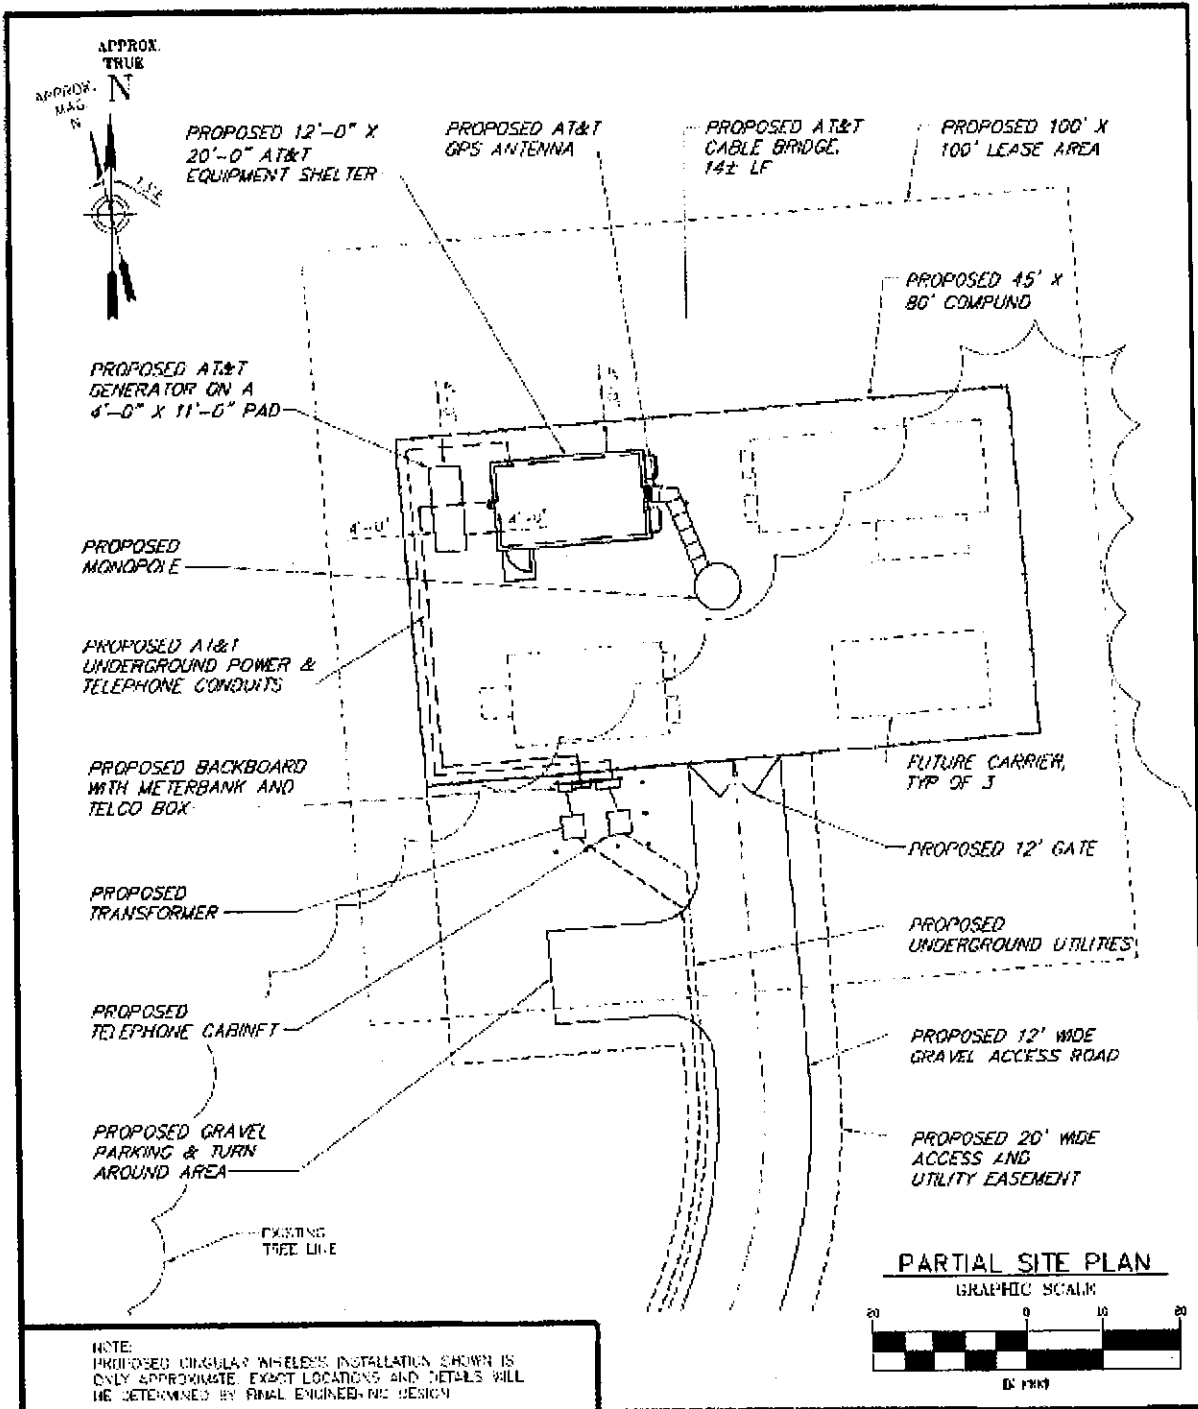 APPROX.
TRUE
N
APPROX.
MAG.
N
PROPOSED 12'-0" X
20'-0" AT&T
EQUIPMENT SHELTER
PROPOSED AT&T
GPS ANTENNA
PROPOSED AT&T
CABLE BRIDGE,
14± LF
PROPOSED 100' X
100' LEASE AREA
PROPOSED 45' X
80' COMPUND
PROPOSED AT&T
GENERATOR ON A
4'-0" X 11'-0" PAD
4'-0"
4'-0"
PROPOSED
MONOPOLE
PROPOSED AT&T
UNDERGROUND POWER &
TELEPHONE CONDUITS
PROPOSED BACKBOARD
WITH METERBANK AND
TELCO BOX
FUTURE CARRIER,
TYP OF 3
PROPOSED 12' GATE
PROPOSED
TRANSFORMER
PROPOSED
UNDERGROUND UTILITIES
PROPOSED
TELEPHONE CABINET
PROPOSED 12' WIDE
GRAVEL ACCESS ROAD
PROPOSED GRAVEL
PARKING & TURN
AROUND AREA
PROPOSED 20' WIDE
ACCESS AND
UTILITY EASEMENT
EXISTING
TREE LINE
PARTIAL SITE PLAN
GRAPHIC SCALE
20 0 10 20
IN FEET
NOTE:
PROPOSED CINGULAR WIRELESS INSTALLATION SHOWN IS
ONLY APPROXIMATE. EXACT LOCATIONS AND DETAILS WILL
BE DETERMINED BY FINAL ENGINEERING DESIGN